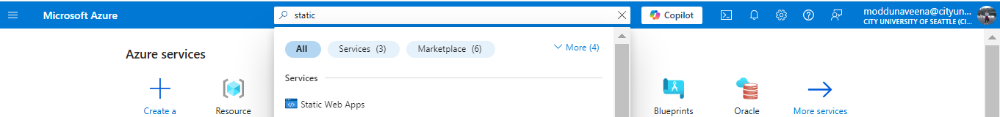 Microsoft Azure
static
Copilot
moddunaveena@cityun...
CITY UNIVERSITY OF SEATTLE (CI...
Azure services
All
Services (3)
Marketplace (6)
More (4)
Services
Static Web Apps
Create a
Resource
Blueprints
Oracle
More services